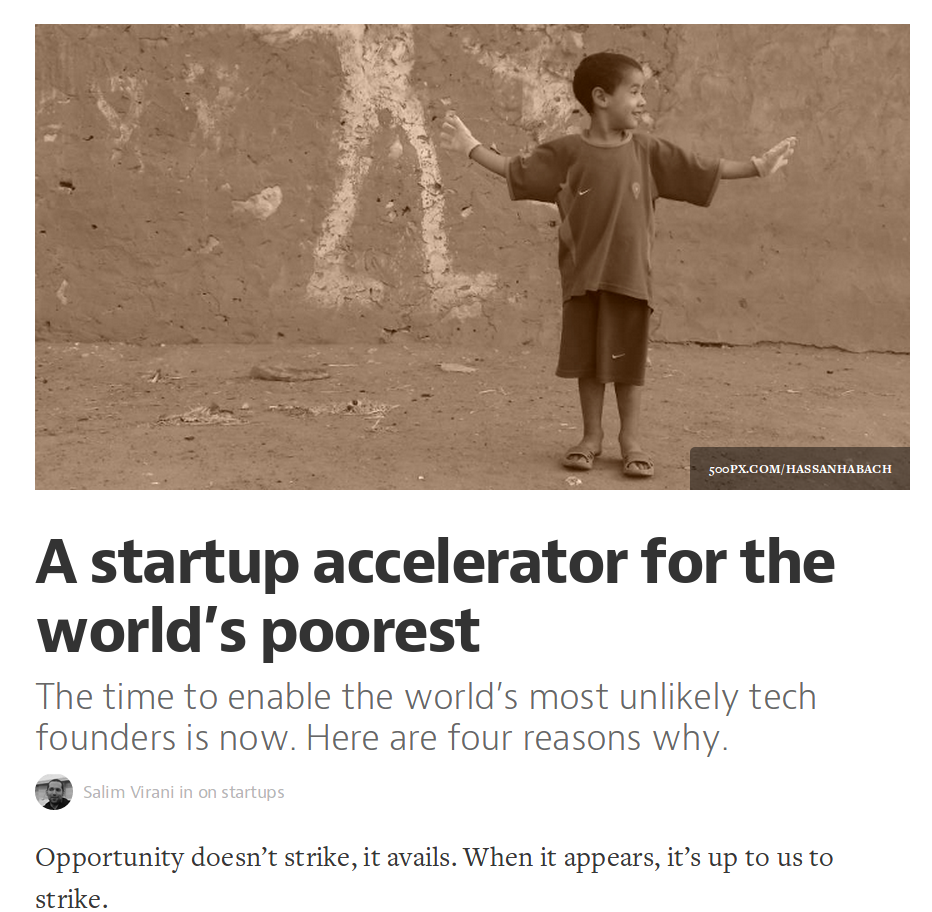 500PX.COM/HASSANHABACH
A startup accelerator for the
world’s poorest
The time to enable the world’s most unlikely tech
founders is now. Here are four reasons why.
Salim Virani in on startups
Opportunity doesn’t strike, it avails. When it appears, it’s up to us to
strike.